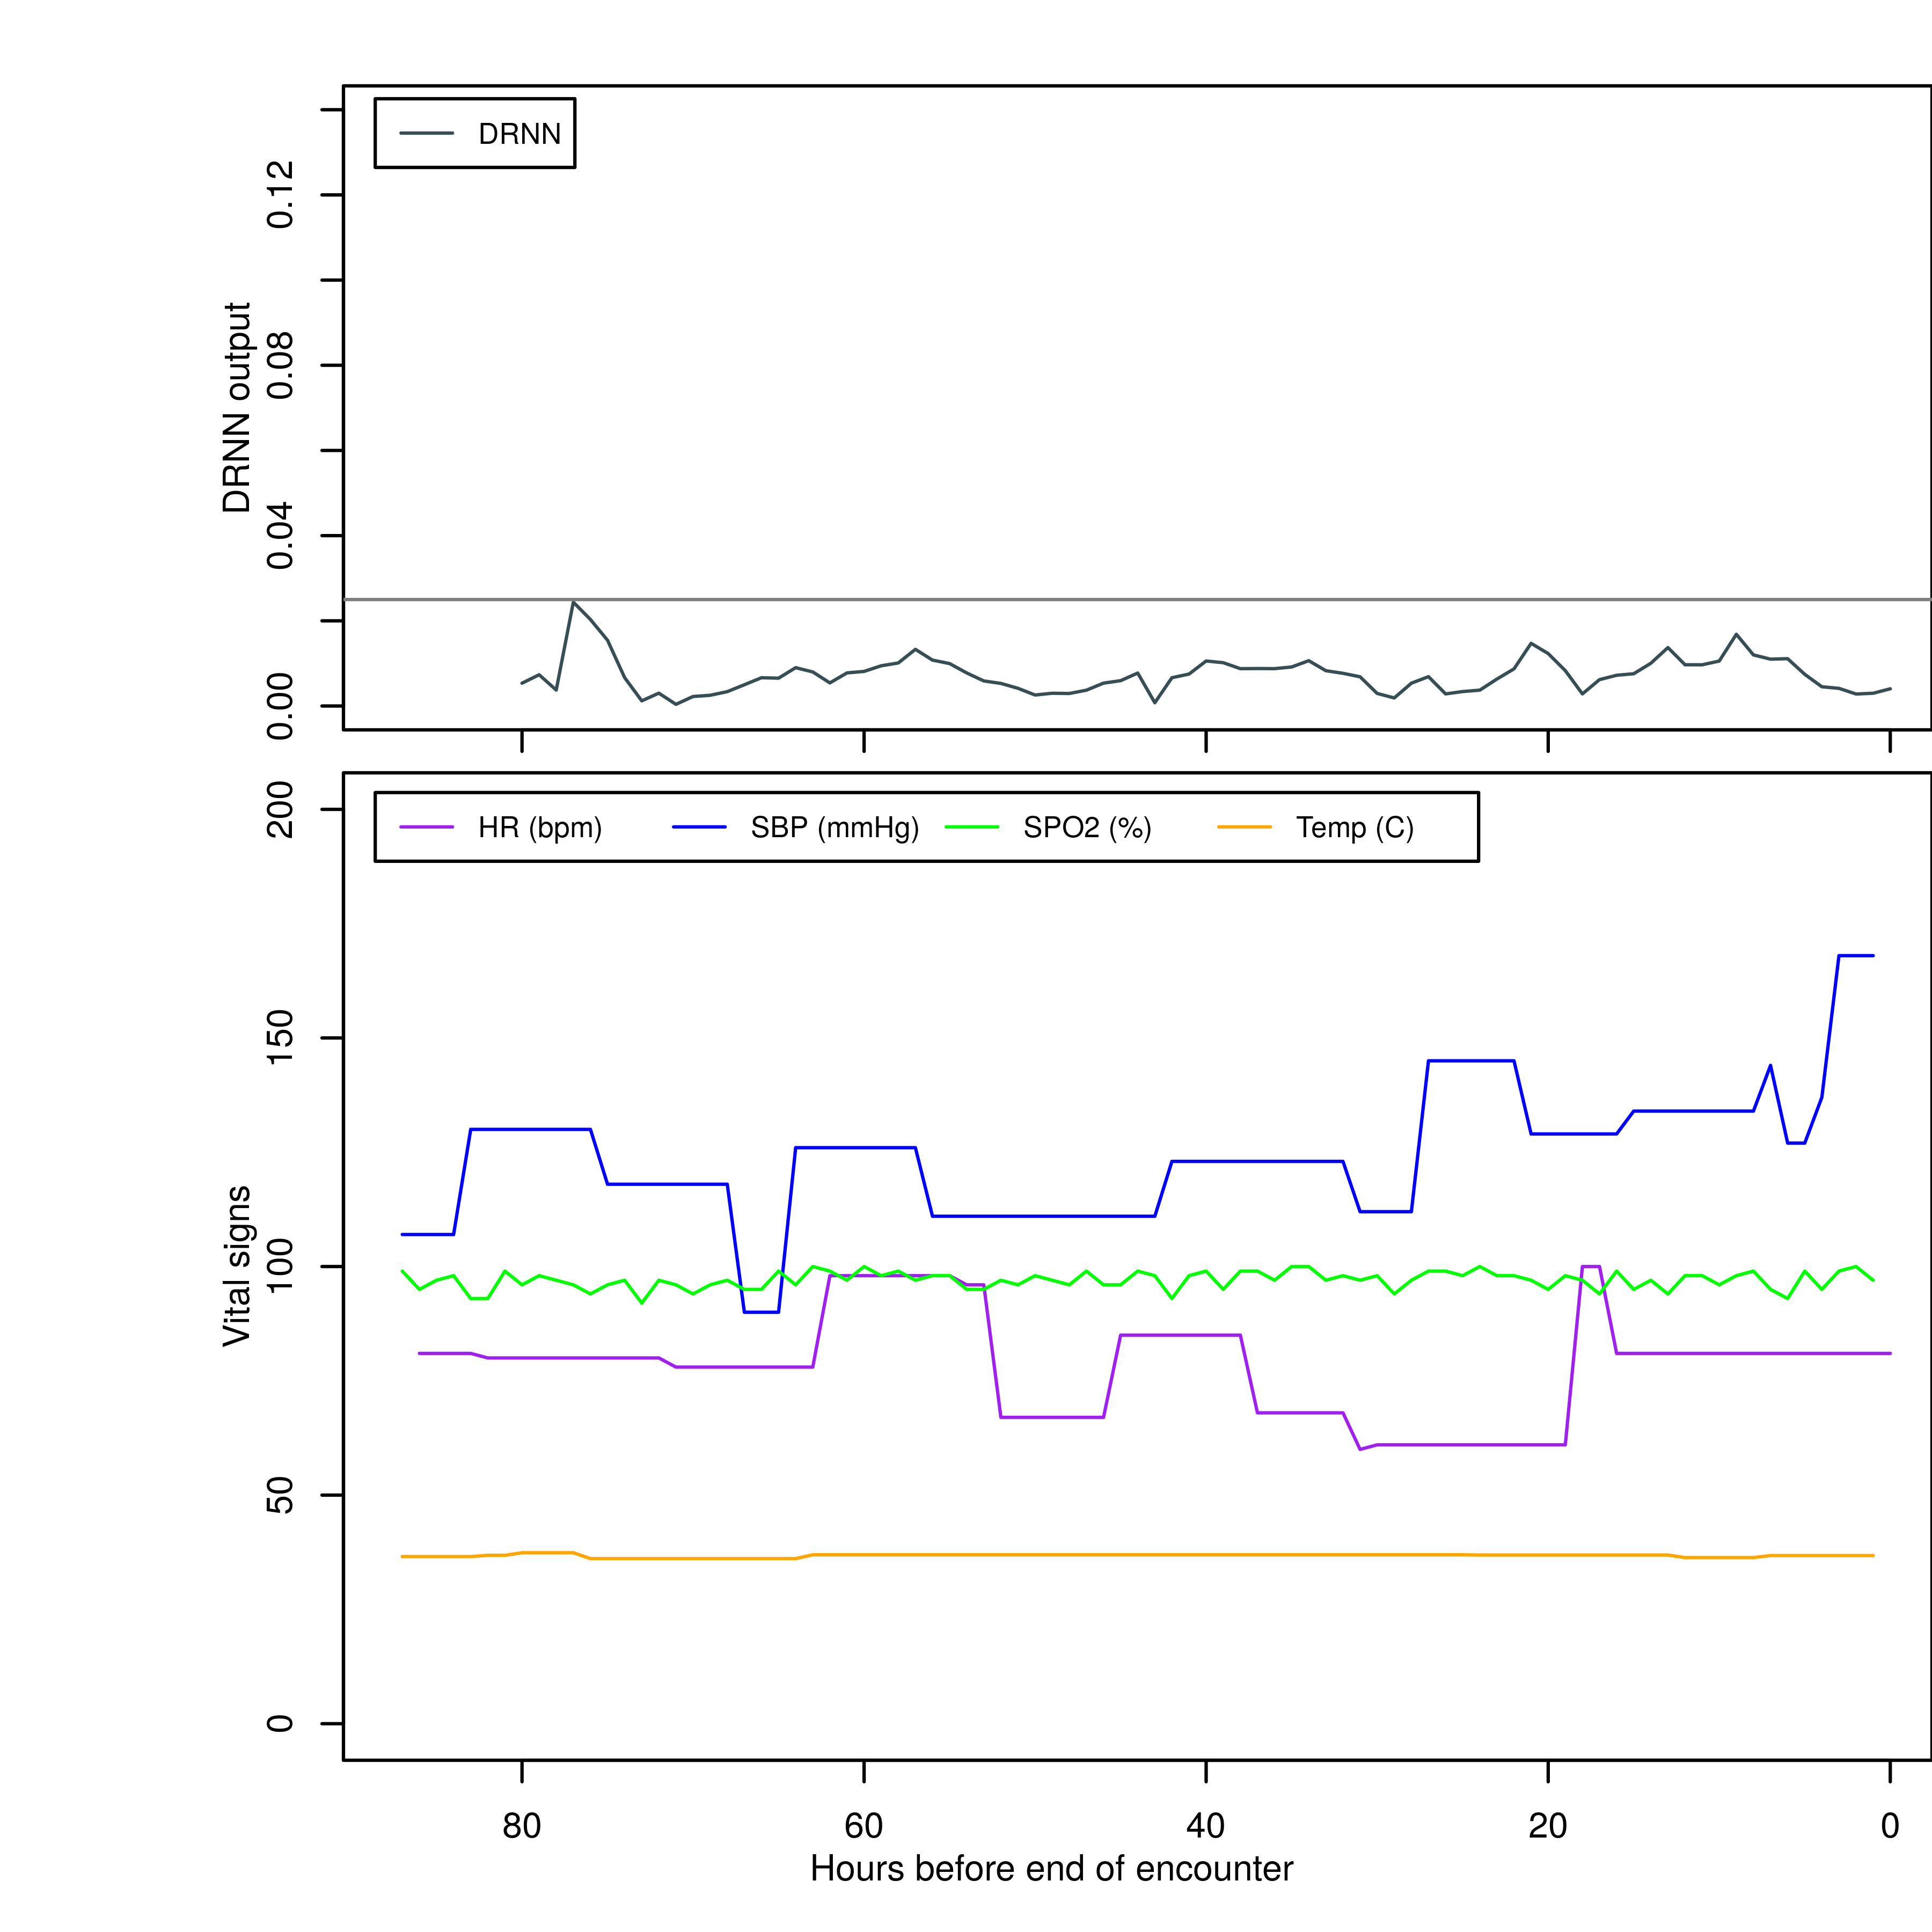 DRNN
0.12
0.08
0.04
0.00
DRNN output
HR (bpm) SBP (mmHg) SPO2 (%) Temp (C)
200
150
100
50
0
Vital signs
80 60 40 20 0
Hours before end of encounter